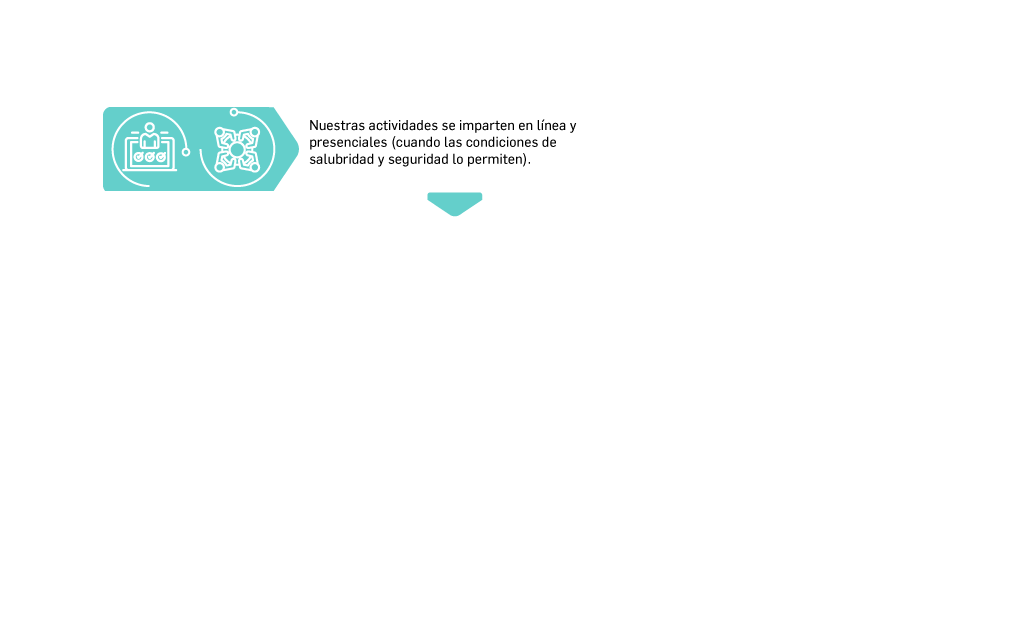 Nuestras actividades se imparten en línea y
presenciales (cuando las condiciones de
salubridad y seguridad lo permiten).